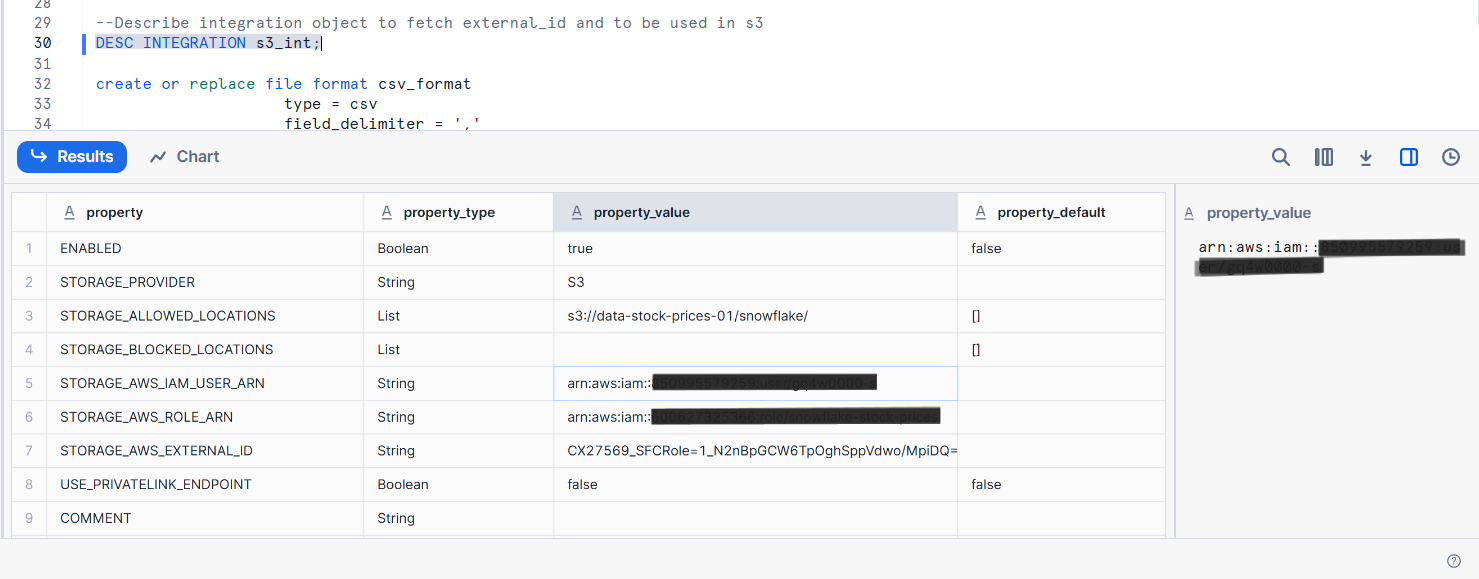 28
29 --Describe integration object to fetch external_id and to be used in s3
30 DESC INTEGRATION s3_int;
31
32 create or replace file format csv_format
33 type = csv
34 field_delimiter = ','
Results Chart
property property_type property_value property_default property_value
1 ENABLED Boolean true false
arn:aws:iam::
2 STORAGE_PROVIDER String S3
3 STORAGE_ALLOWED_LOCATIONS List s3://data-stock-prices-01/snowflake/ []
4 STORAGE_BLOCKED_LOCATIONS List []
5 STORAGE_AWS_IAM_USER_ARN String arn:aws:iam::
6 STORAGE_AWS_ROLE_ARN String arn:aws:iam::
7 STORAGE_AWS_EXTERNAL_ID String CX27569_SFCRole=1_N2nBpGCW6TpOghSppVdwo/MpiDQ=
8 USE_PRIVATELINK_ENDPOINT Boolean false false
9 COMMENT String